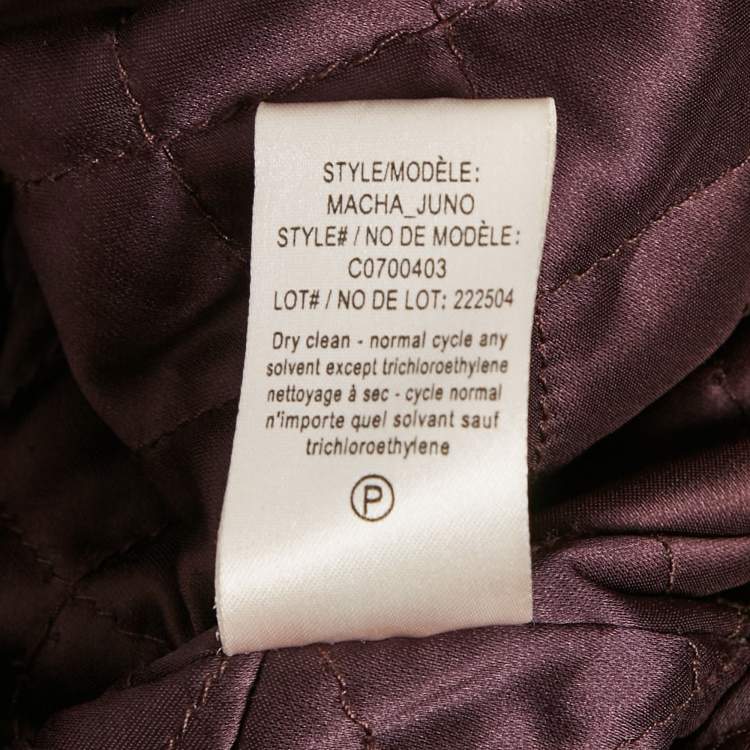 STYLE/MODÈLE:
MACHA_JUNO
STYLE# / NO DE MODÈLE:
C0700403
LOT# / NO DE LOT: 222504
Dry clean - normal cycle any
solvent except trichloroethylene
nettoyage à sec - cycle normal
n'importe quel solvant sauf
trichloroethylene
P